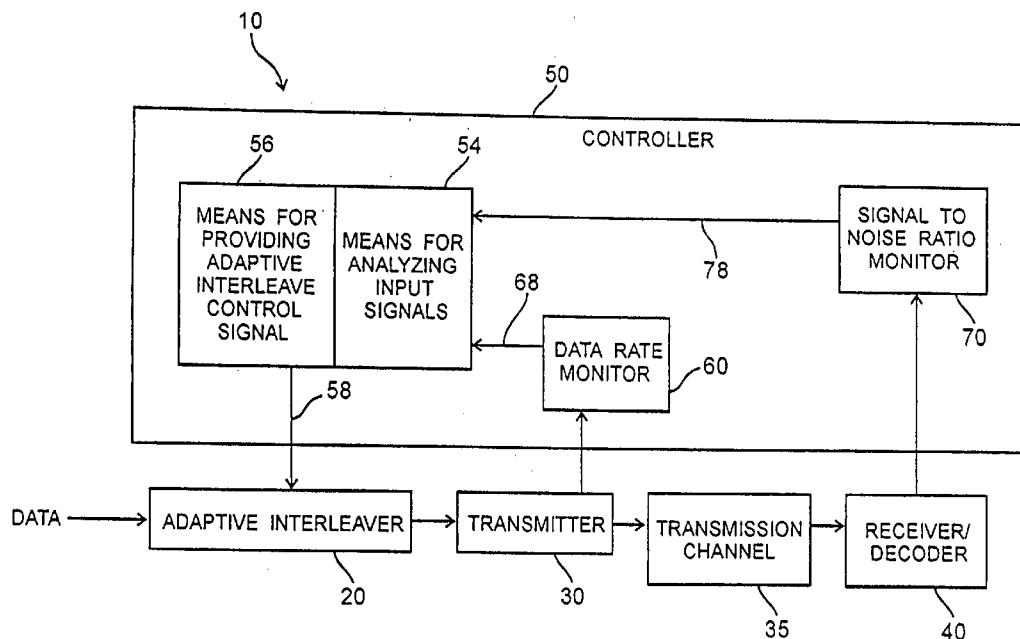 10
50
CONTROLLER
56
54
MEANS FOR
PROVIDING
ADAPTIVE
INTERLEAVE
CONTROL
SIGNAL
MEANS FOR
ANALYZING
INPUT
SIGNALS
78
SIGNAL TO
NOISE RATIO
MONITOR
70
68
DATA RATE
MONITOR
60
58
DATA
ADAPTIVE INTERLEAVER
20
TRANSMITTER
30
TRANSMISSION
CHANNEL
35
RECEIVER/
DECODER
40